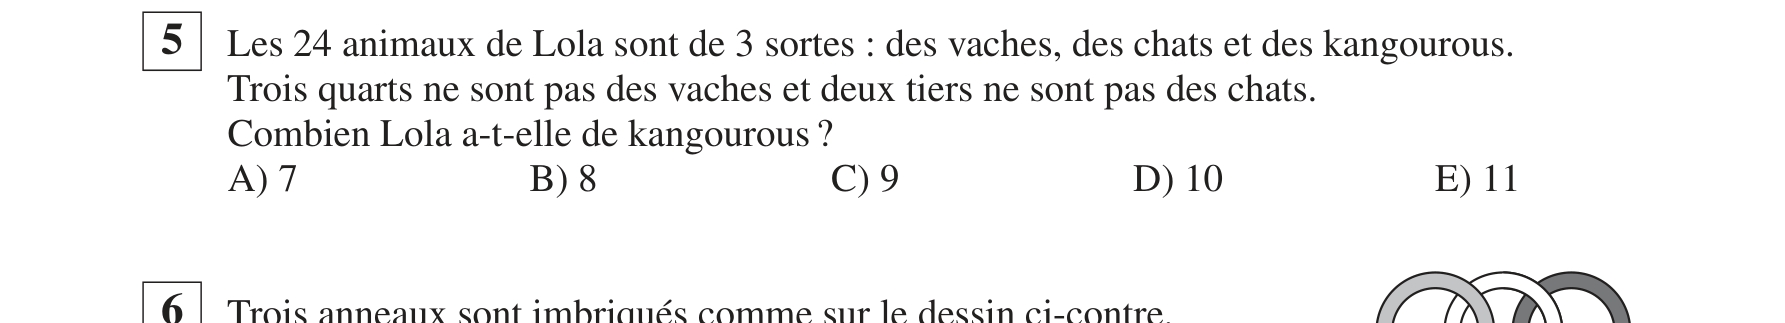 5 Les 24 animaux de Lola sont de 3 sortes : des vaches, des chats et des kangourous.
Trois quarts ne sont pas des vaches et deux tiers ne sont pas des chats.
Combien Lola a-t-elle de kangourous ?
A) 7 B) 8 C) 9 D) 10 E) 11
6 Trois anneaux sont imbriqués comme sur le dessin ci-contre.